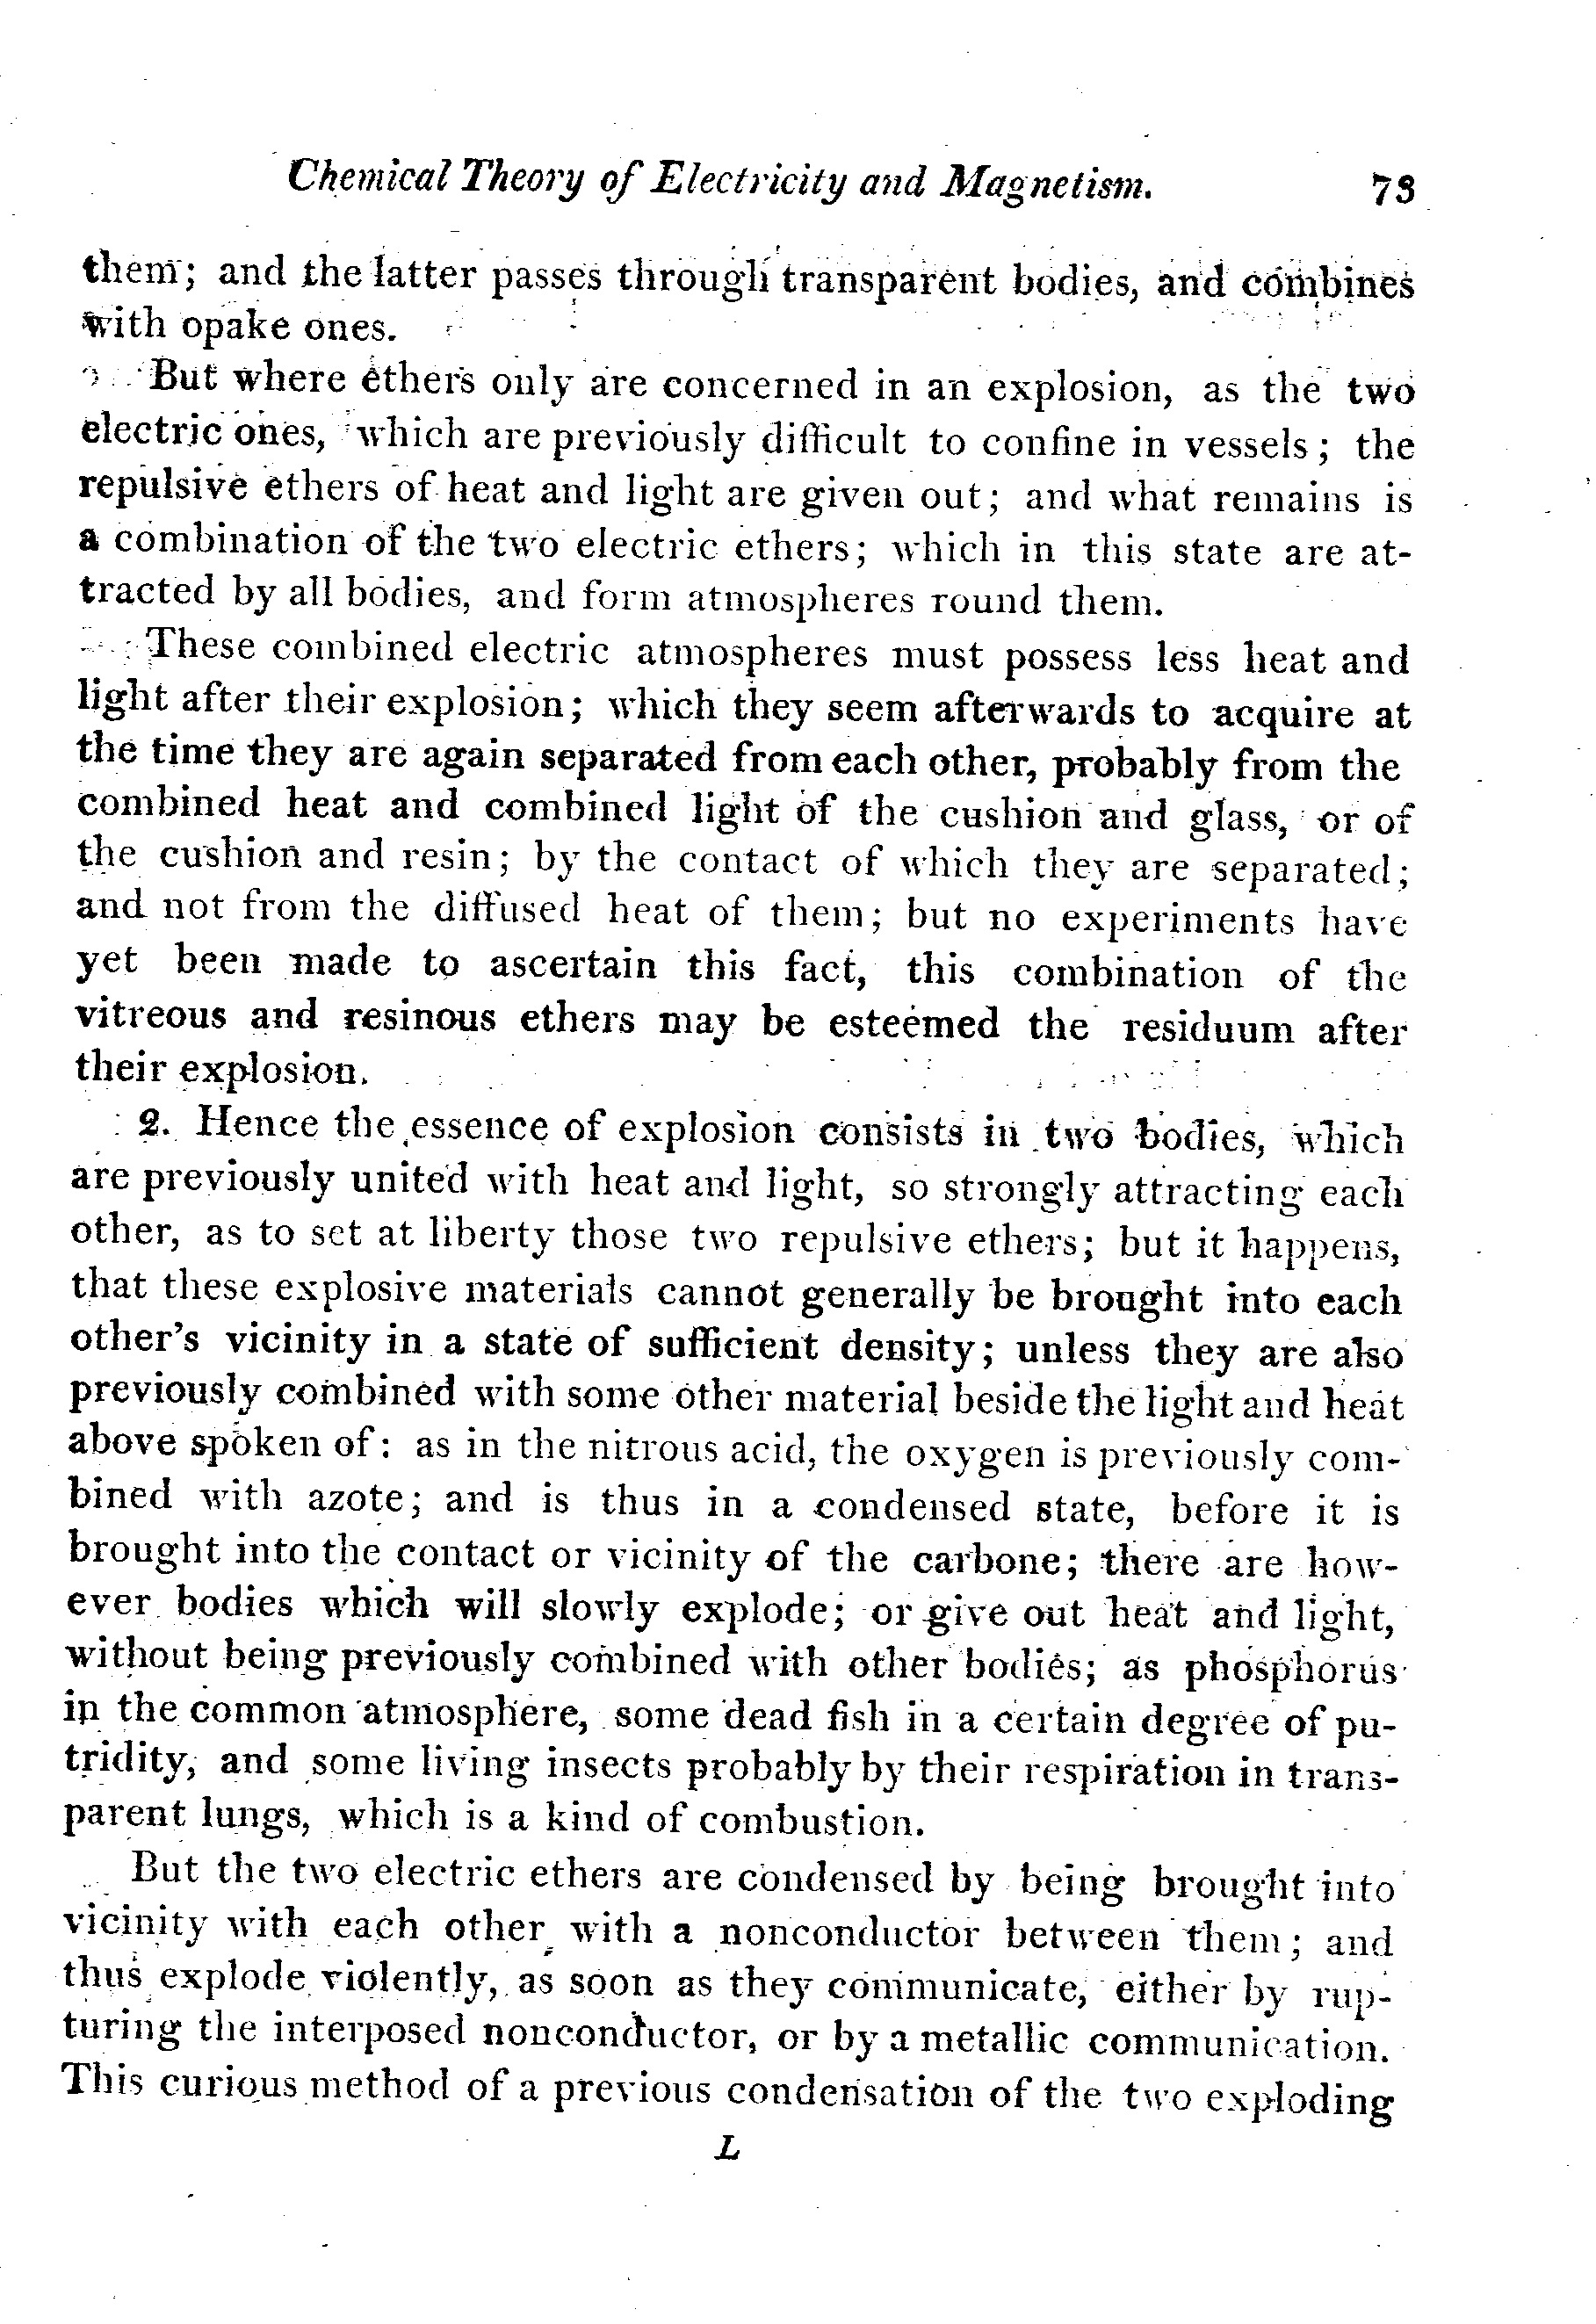 Chemical Theory of Electricity and Magnetism. 73
them; and the latter passes through transparent bodies, and combines
with opake ones.
But where ethers only are concerned in an explosion, as the two
electric ones, which are previously difficult to confine in vessels; the
repulsive ethers of heat and light are given out; and what remains is
a combination of the two electric ethers; which in this state are at-
tracted by all bodies, and form atmospheres round them.
These combined electric atmospheres must possess less heat and
light after their explosion; which they seem afterwards to acquire at
the time they are again separated from each other, probably from the
combined heat and combined light of the cushion and glass, or of
the cushion and resin; by the contact of which they are separated;
and not from the diffused heat of them; but no experiments have
yet been made to ascertain this fact, this combination of the
vitreous and resinous ethers may be esteemed the residuum after
their explosion.
2. Hence the essence of explosion consists in two bodies, which
are previously united with heat and light, so strongly attracting each
other, as to set at liberty those two repulsive ethers; but it happens,
that these explosive materials cannot generally be brought into each
other's vicinity in a state of sufficient density; unless they are also
previously combined with some other material beside the light and heat
above spoken of: as in the nitrous acid, the oxygen is previously com-
bined with azote; and is thus in a condensed state, before it is
brought into the contact or vicinity of the carbone; there are how-
ever bodies which will slowly explode; or give out heat and light,
without being previously combined with other bodies; as phosphorus
in the common atmosphere, some dead fish in a certain degree of pu-
tridity, and some living insects probably by their respiration in trans-
parent lungs, which is a kind of combustion.
But the two electric ethers are condensed by being brought into
vicinity with each other with a nonconductor between them; and
thus explode violently, as soon as they communicate, either by rup-
turing the interposed nonconductor, or by a metallic communication.
This curious method of a previous condensation of the two exploding
L